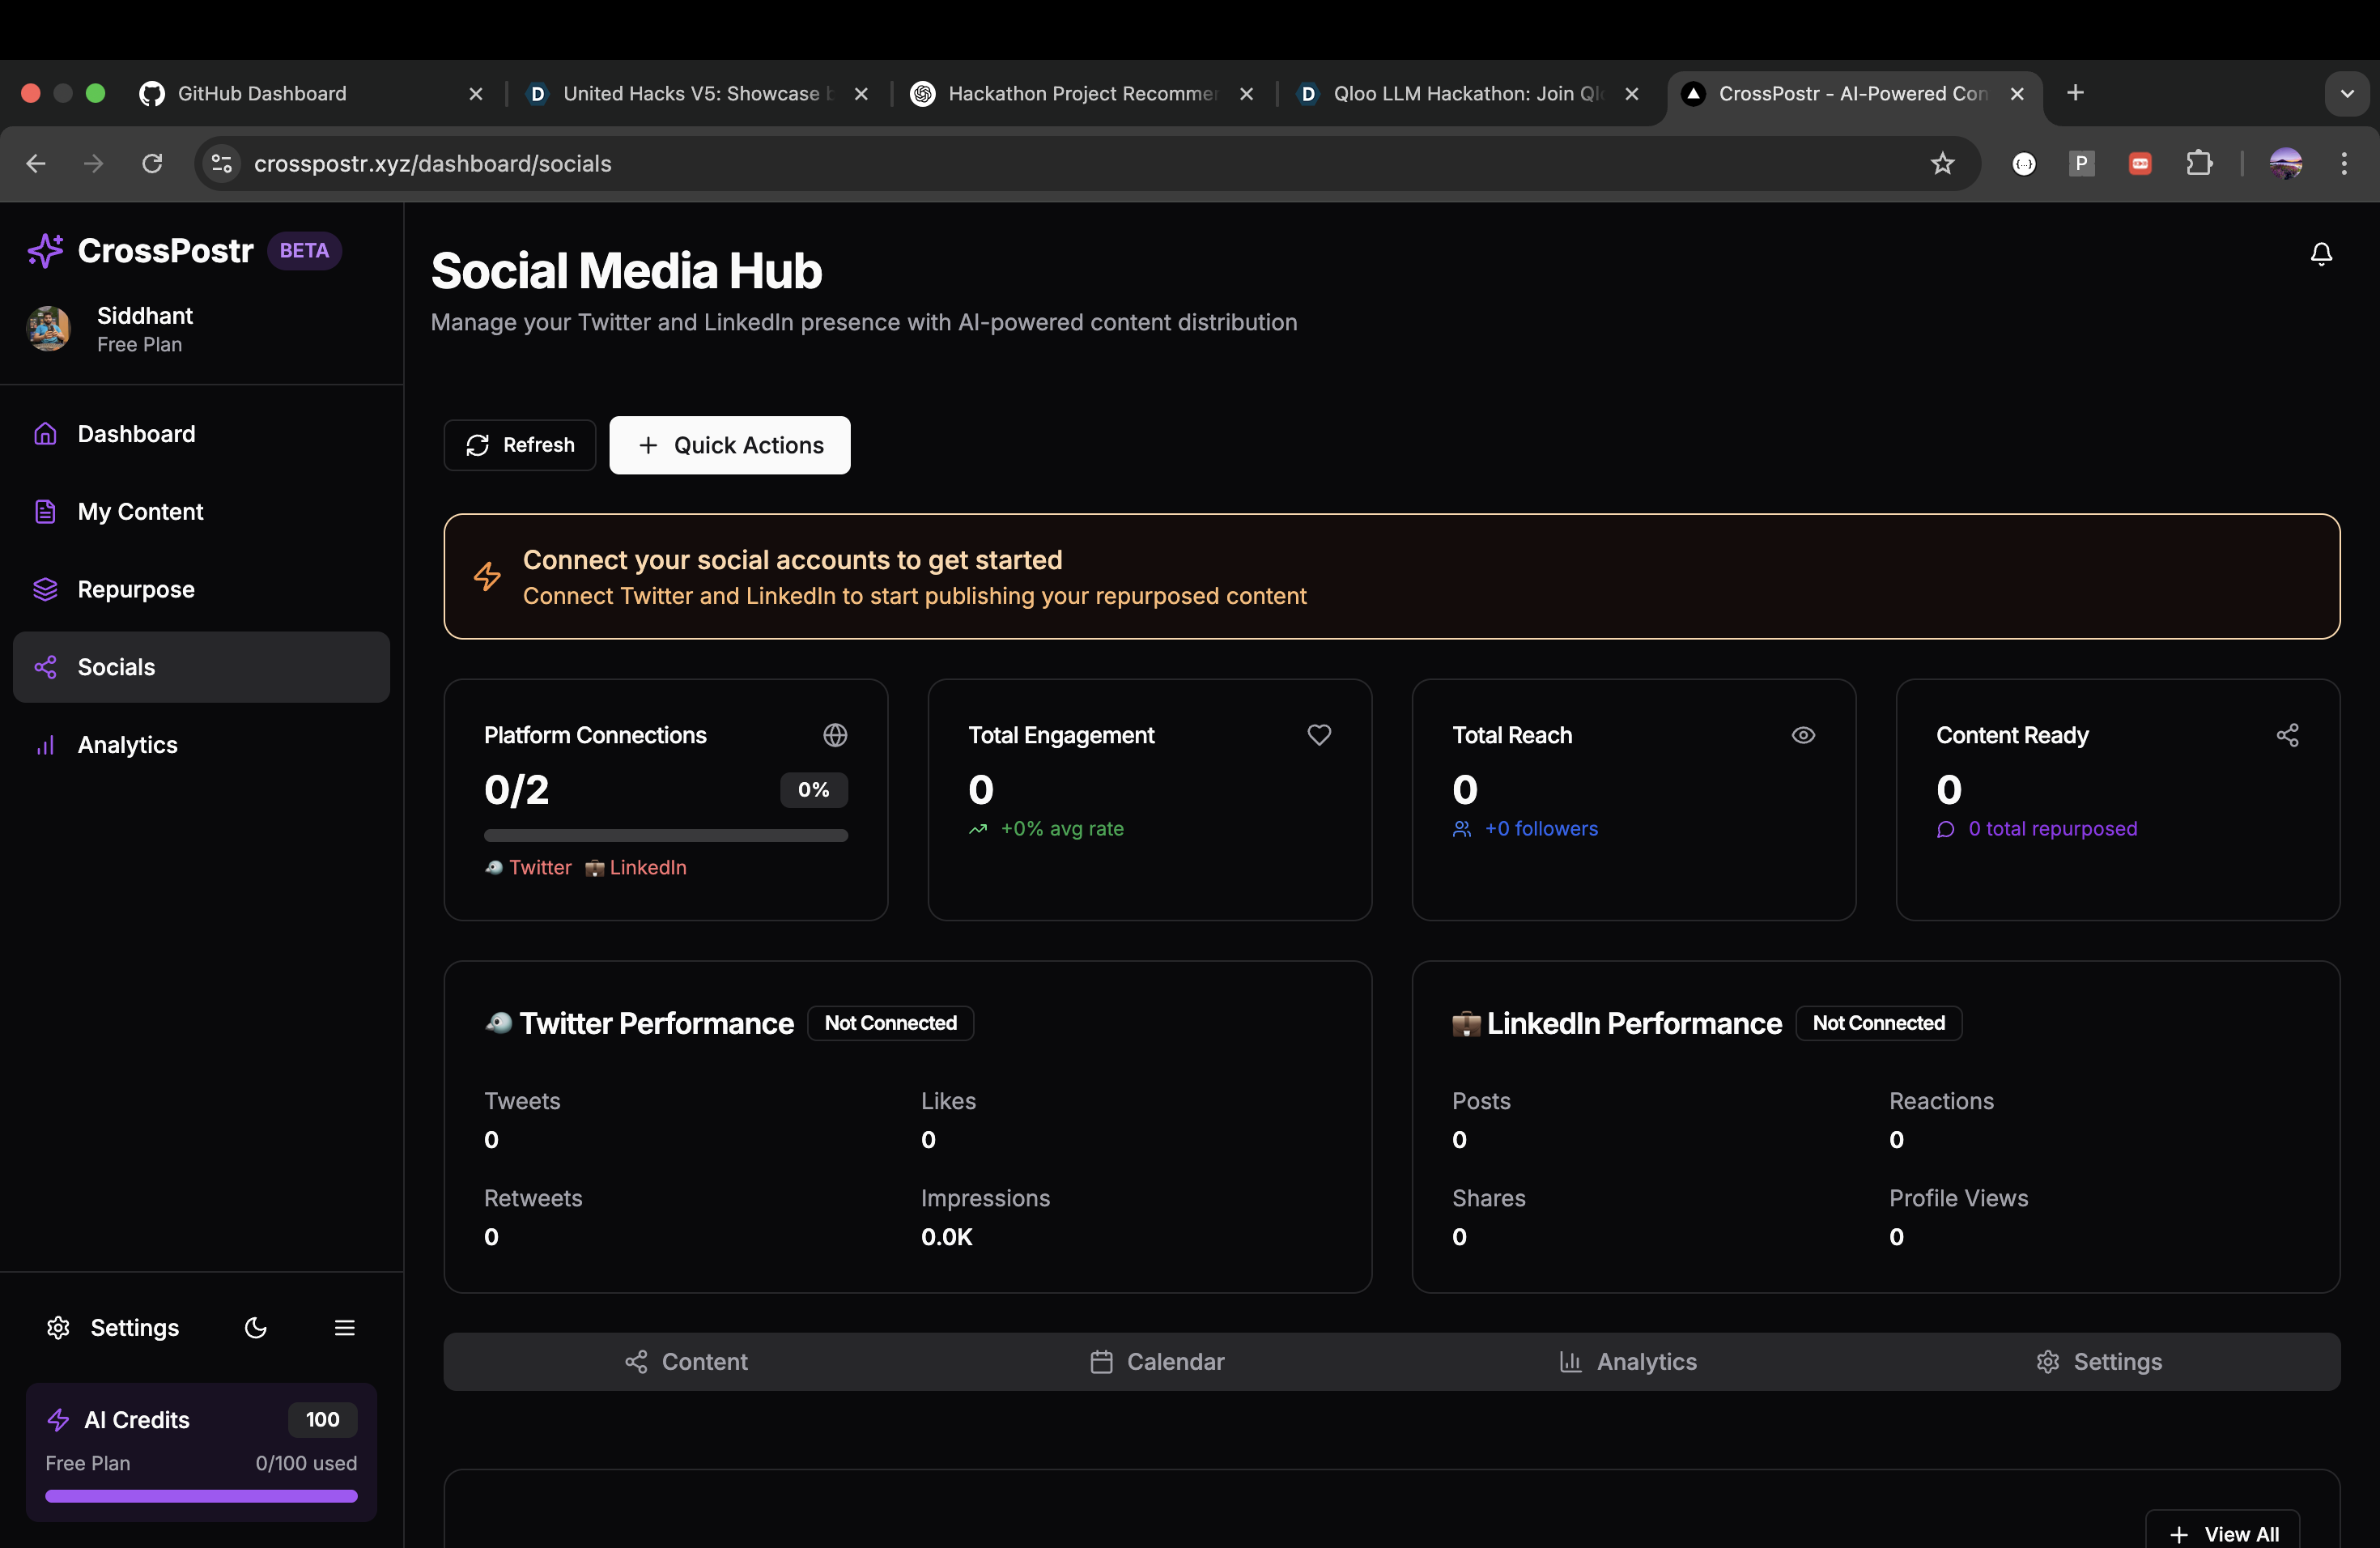 GitHub Dashboard
United Hacks V5: Showcase
Hackathon Project Recommen
Qloo LLM Hackathon: Join Qlo
CrossPostr - AI-Powered Con
crosspostr.xyz/dashboard/socials
P
CrossPostr BETA
Siddhant
Free Plan
Dashboard
My Content
Repurpose
Socials
Analytics
Settings
AI Credits 100
Free Plan 0/100 used
Social Media Hub
Manage your Twitter and LinkedIn presence with AI-powered content distribution
Refresh
Quick Actions
Connect your social accounts to get started
Connect Twitter and LinkedIn to start publishing your repurposed content
Platform Connections
0/2 0%
Twitter LinkedIn
Total Engagement
0
+0% avg rate
Total Reach
0
+0 followers
Content Ready
0
0 total repurposed
Twitter Performance Not Connected
Tweets Likes
0 0
Retweets Impressions
0 0.0K
LinkedIn Performance Not Connected
Posts Reactions
0 0
Shares Profile Views
0 0
Content Calendar Analytics Settings
View All